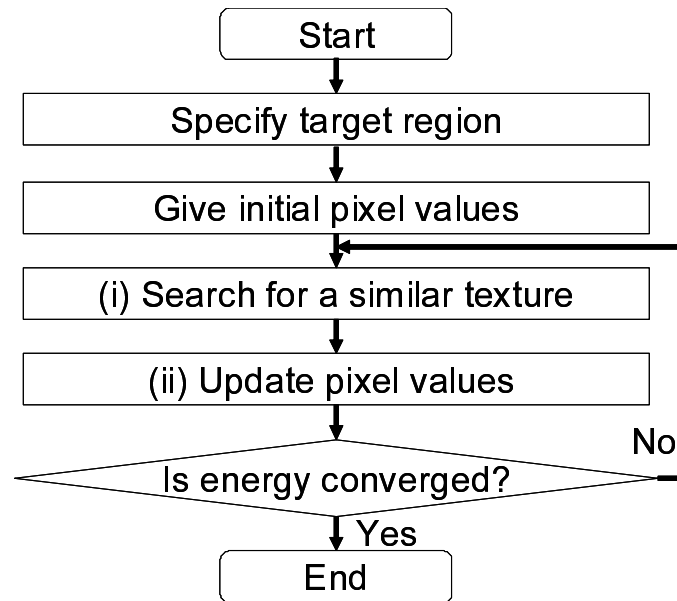 Start
Specify target region
Give initial pixel values
(i) Search for a similar texture
(ii) Update pixel values
No
Is energy converged?
Yes
End